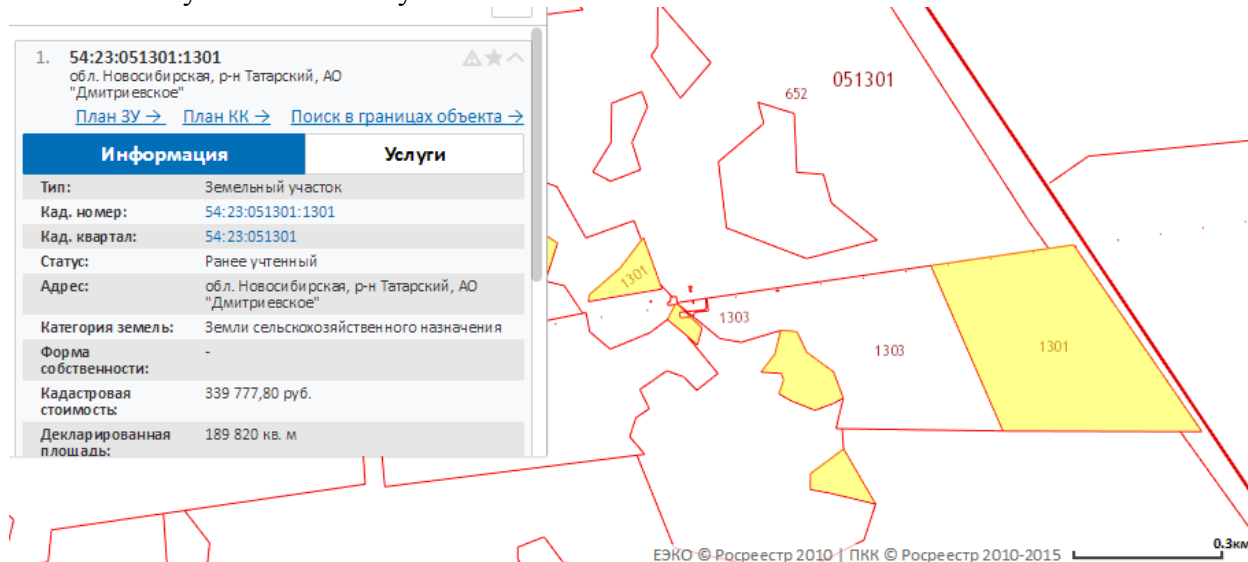 1. 54:23:051301:1301
обл. Новосибирская, р-н Татарский, АО
"Дмитриевское"
План ЗУ → План КК → Поиск в границах объекта →
Информация Услуги
Тип: Земельный участок
Кад. номер: 54:23:051301:1301
Кад. квартал: 54:23:051301
Статус: Ранее учтенный
Адрес: обл. Новосибирская, р-н Татарский, АО
"Дмитриевское"
Категория земель: Земли сельскохозяйственного назначения
Форма
собственности: -
Кадастровая
стоимость: 339 777,80 руб.
Декларированная
площадь: 189 820 кв. м
051301
652
1301
1303
1303
1301
ЕЭКО © Росреестр 2010 | ПКК © Росреестр 2010-2015
0.3км